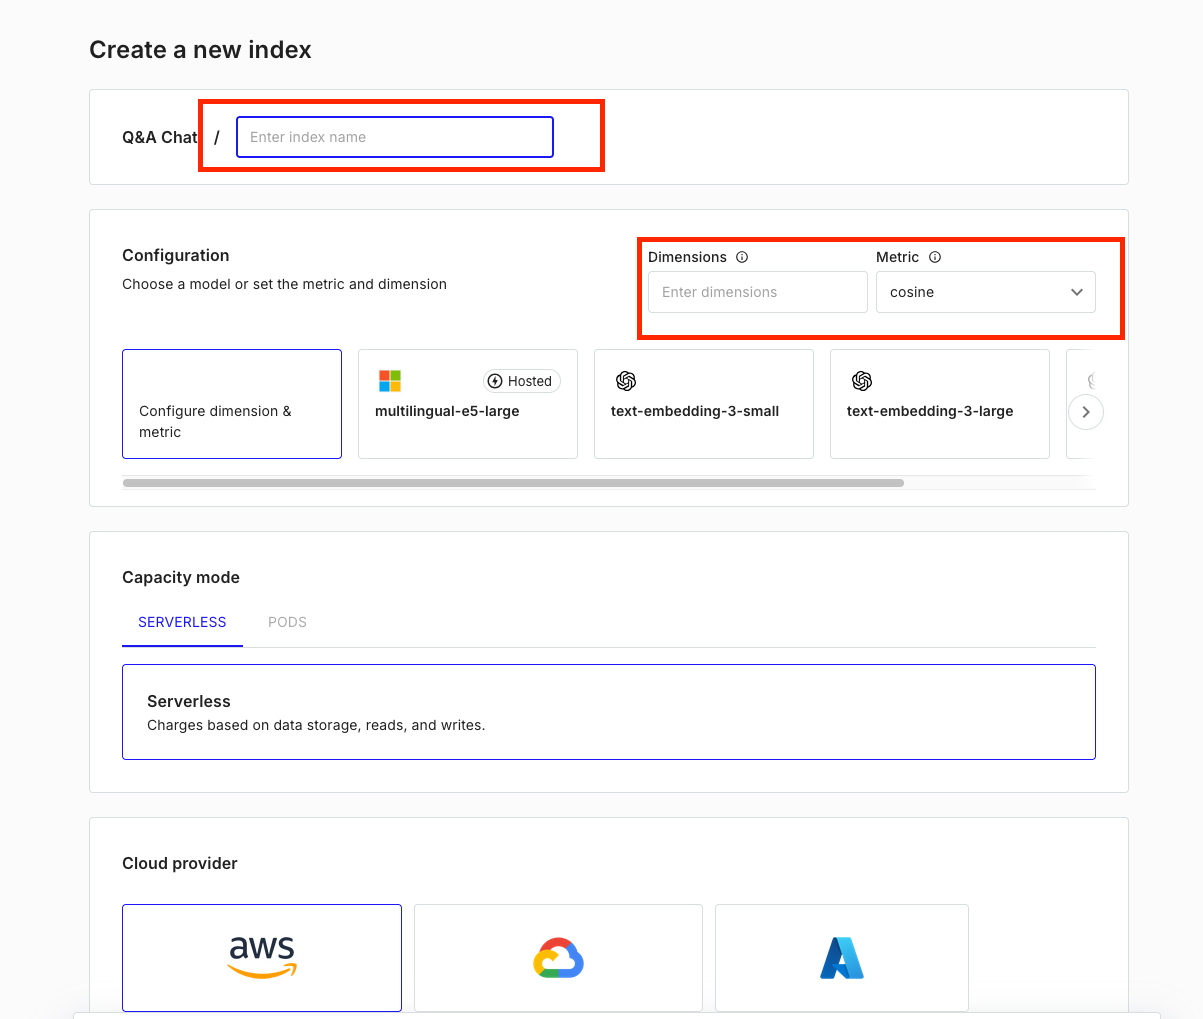 Create a new index
Q&A Chat / Enter index name
Configuration
Choose a model or set the metric and dimension
Dimensions
Metric
Enter dimensions
cosine
Configure dimension &
metric
Hosted
multilingual-e5-large
text-embedding-3-small
text-embedding-3-large
Capacity mode
SERVERLESS
PODS
Serverless
Charges based on data storage, reads, and writes.
Cloud provider
aws